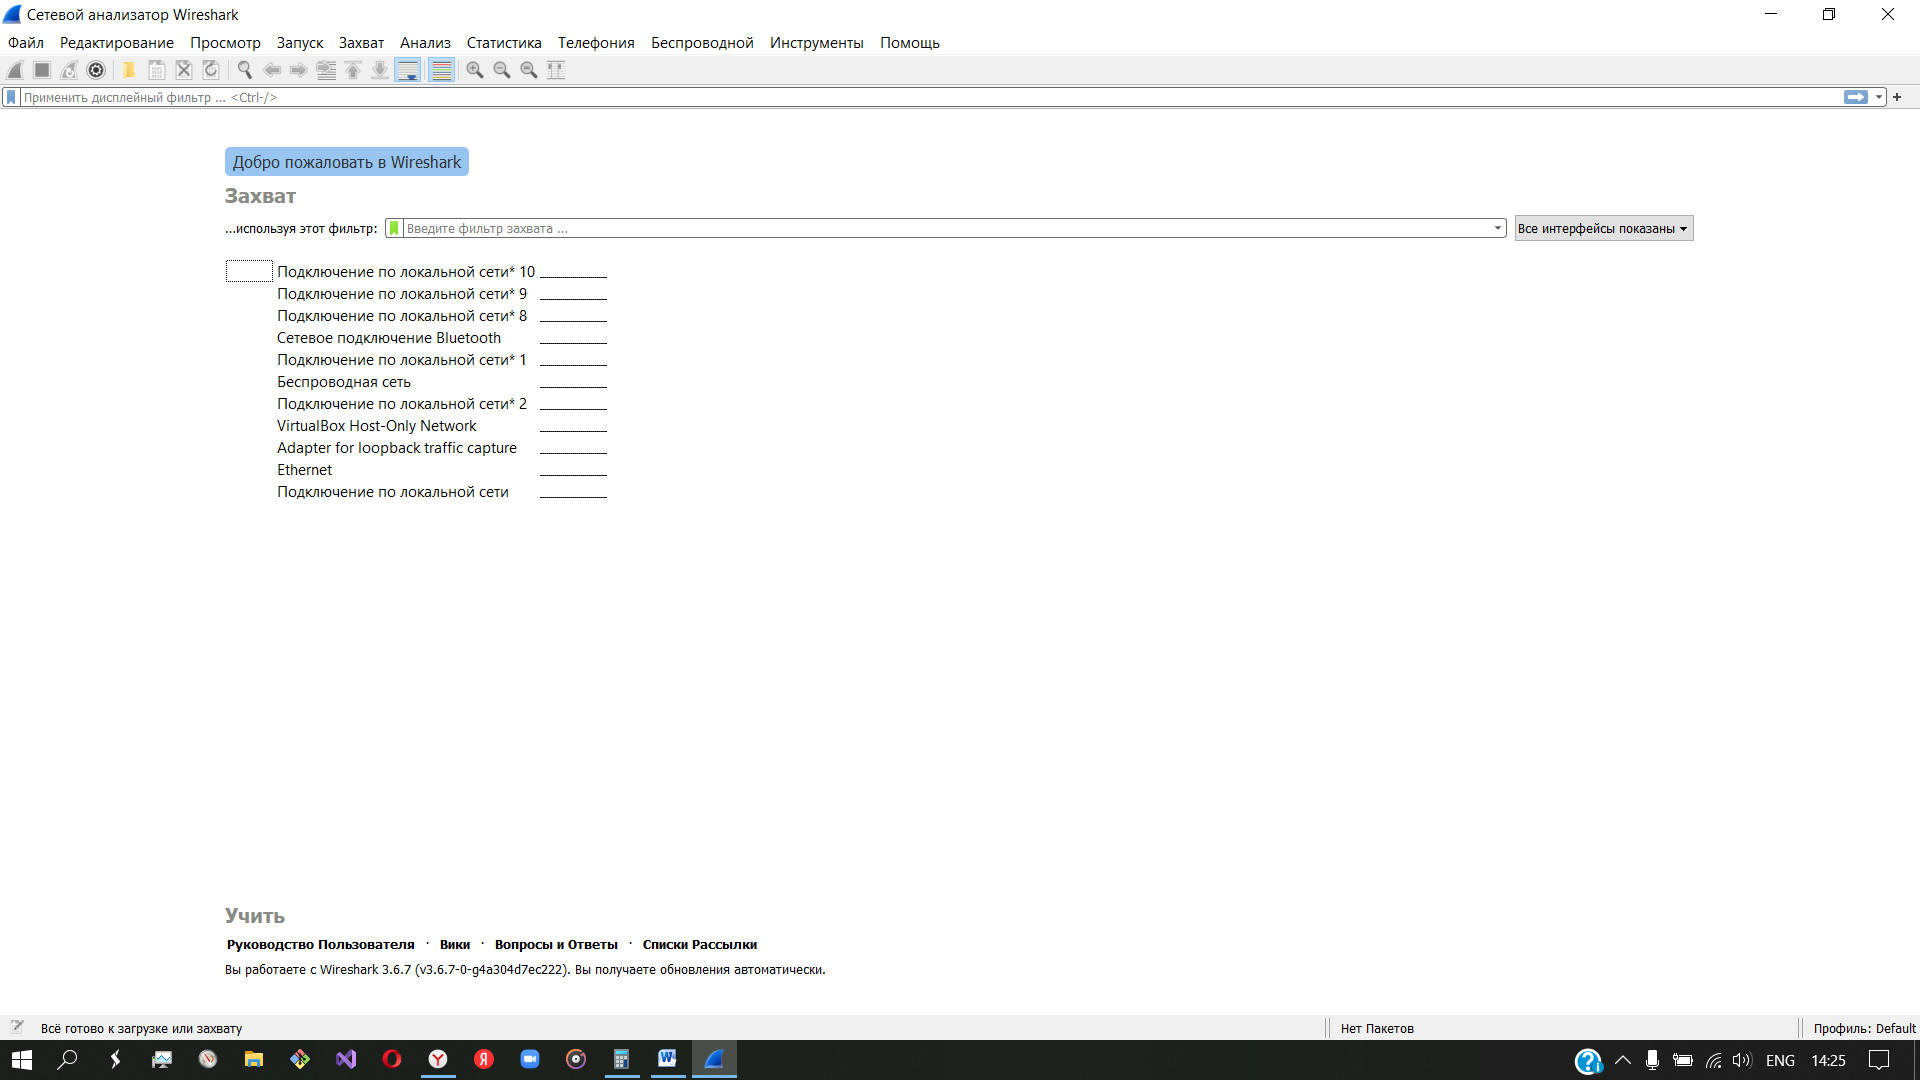 Сетевой анализатор Wireshark
Файл Редактирование Просмотр Запуск Захват Анализ Статистика Телефония Беспроводной Инструменты Помощь
Применить дисплейный фильтр ... <Ctrl-/>
Добро пожаловать в Wireshark
Захват
...используя этот фильтр: Введите фильтр захвата ... Все интерфейсы показаны
Подключение по локальной сети* 10
Подключение по локальной сети* 9
Подключение по локальной сети* 8
Сетевое подключение Bluetooth
Подключение по локальной сети* 1
Беспроводная сеть
Подключение по локальной сети* 2
VirtualBox Host-Only Network
Adapter for loopback traffic capture
Ethernet
Подключение по локальной сети
Учить
Руководство Пользователя · Вики · Вопросы и Ответы · Списки Рассылки
Вы работаете с Wireshark 3.6.7 (v3.6.7-0-g4a304d7ec222). Вы получаете обновления автоматически.
Всё готово к загрузке или захвату Нет Пакетов Профиль: Default
ENG 14:25